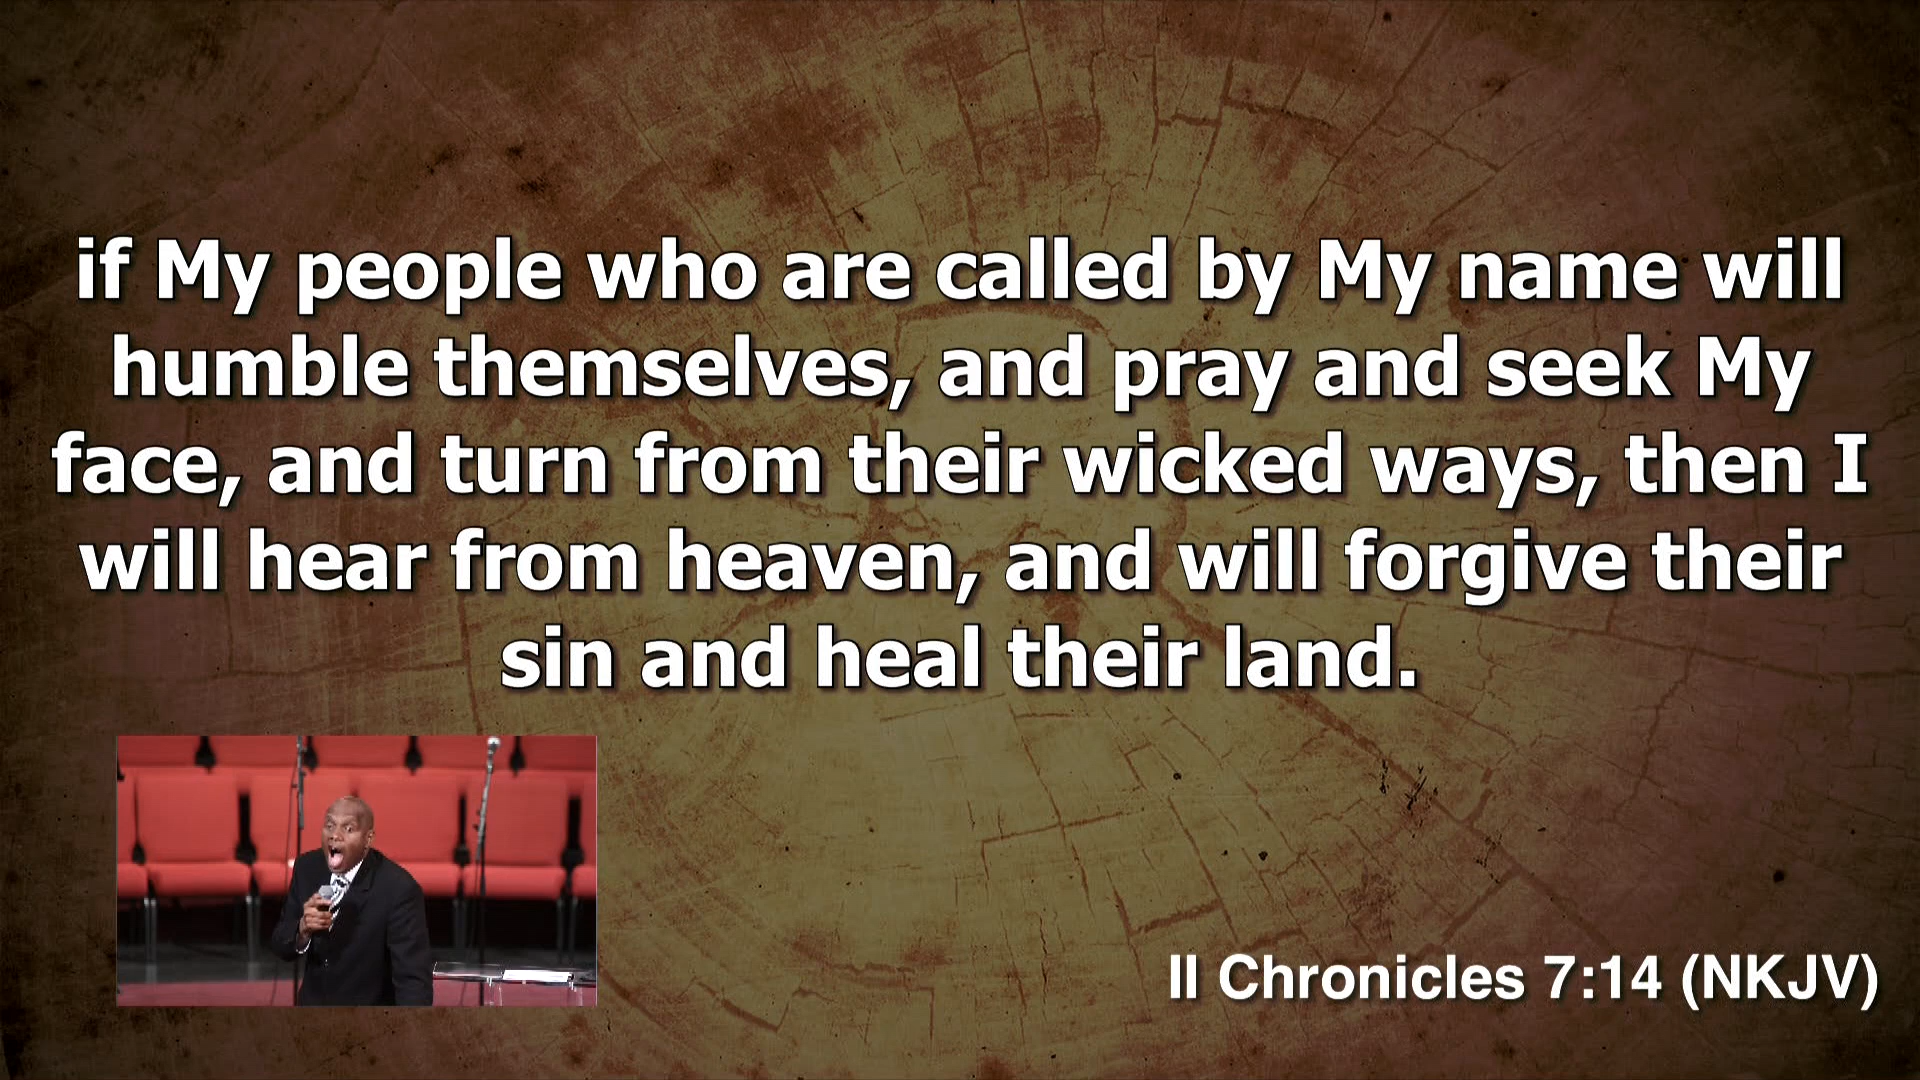 if My people who are called by My name will
humble themselves, and pray and seek My
face, and turn from their wicked ways, then I
will hear from heaven, and will forgive their
sin and heal their land.
II Chronicles 7:14 (NKJV)